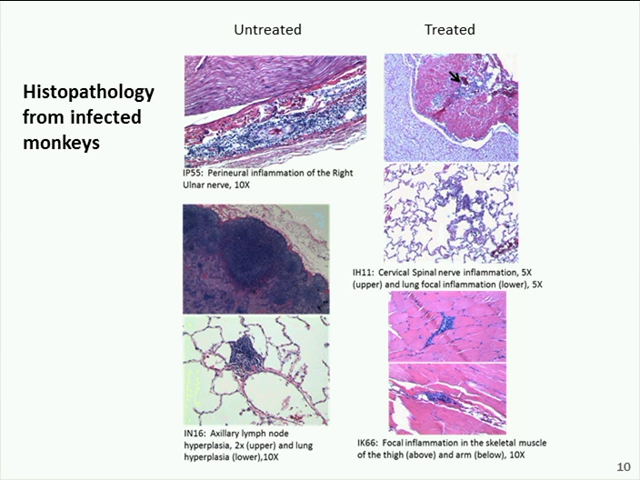 Untreated
Treated
Histopathology
from infected
monkeys
IP55: Perineural inflammation of the Right
Ulnar nerve, 10X
IH11: Cervical Spinal nerve inflammation, 5X
(upper) and lung focal inflammation (lower), 5X
IN16: Axillary lymph node
hyperplasia, 2x (upper) and lung
hyperplasia (lower),10X
IK66: Focal inflammation in the skeletal muscle
of the thigh (above) and arm (below), 10X
10